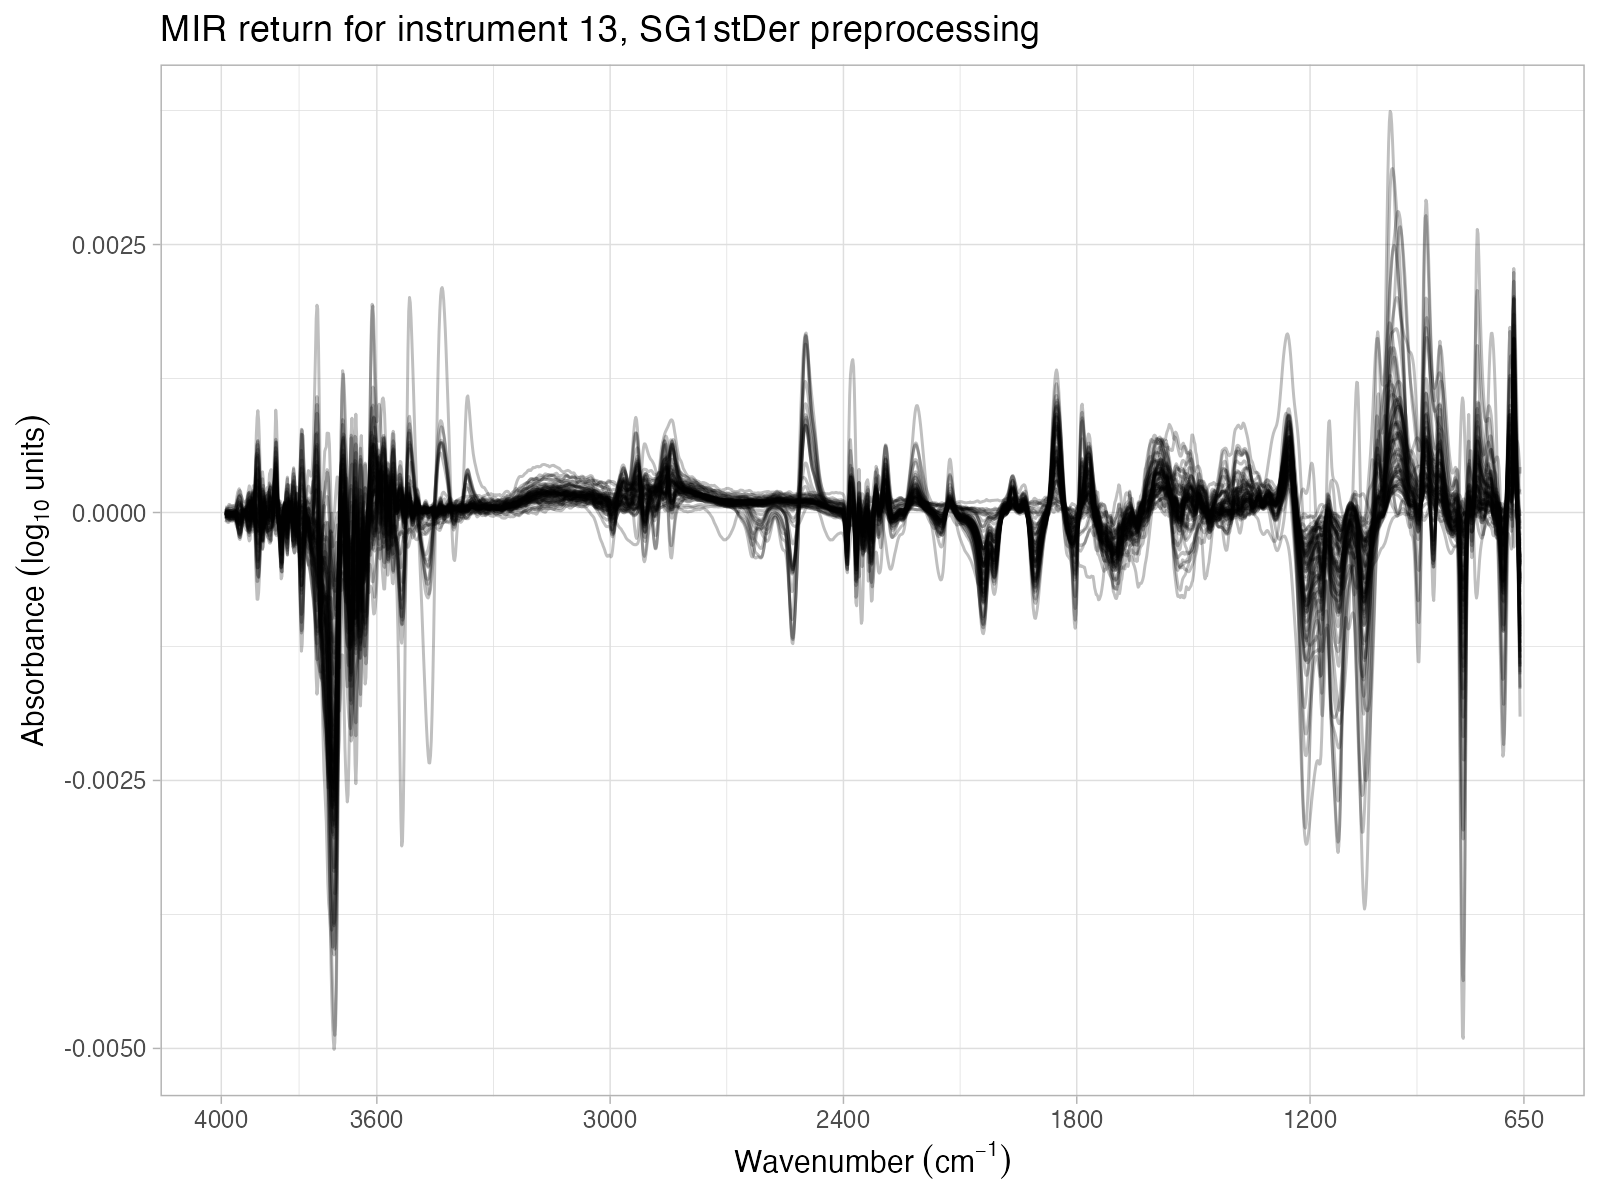 MIR return for instrument 13, SG1stDer preprocessing
0.0025
0.0000
-0.0025
-0.0050
Absorbance (log₁₀ units)
4000 3600 3000 2400 1800 1200 650
Wavenumber (cm⁻¹)